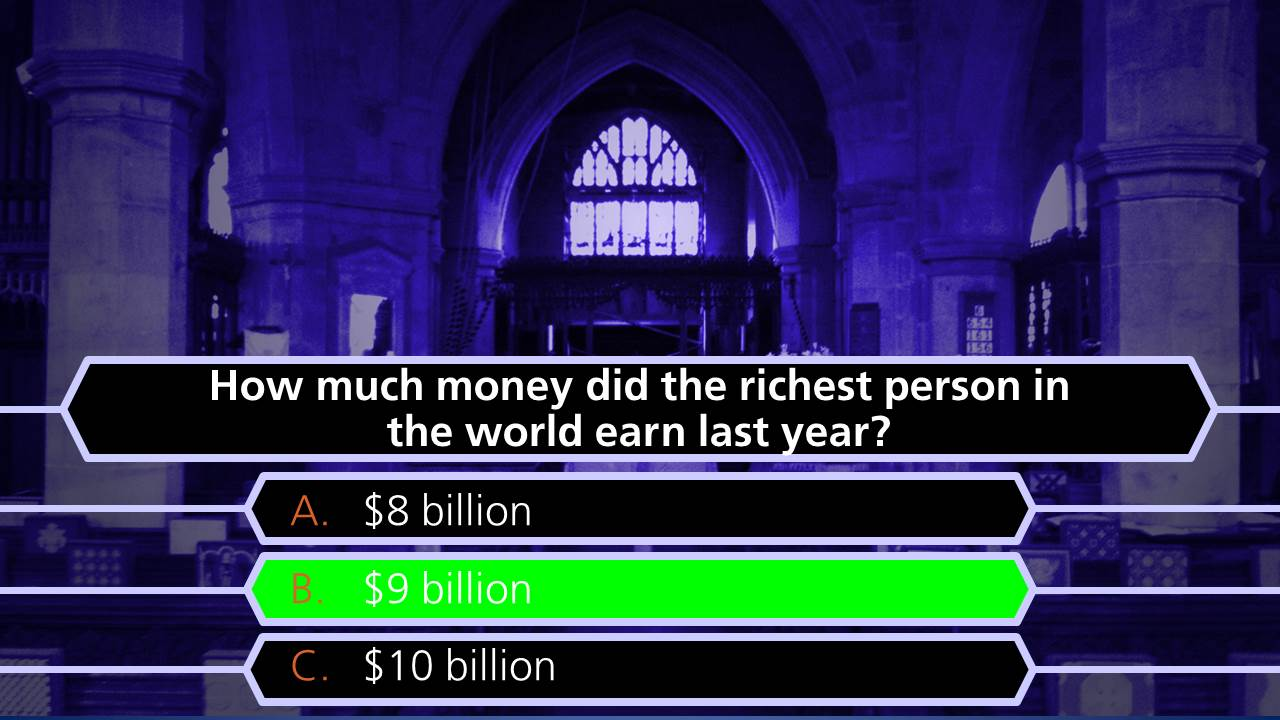 How much money did the richest person in
the world earn last year?
A. $8 billion
B. $9 billion
C. $10 billion